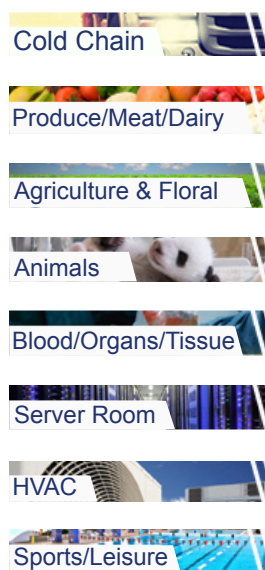 Cold Chain
Produce/Meat/Dairy
Agriculture & Floral
Animals
Blood/Organs/Tissue
Server Room
HVAC
Sports/Leisure